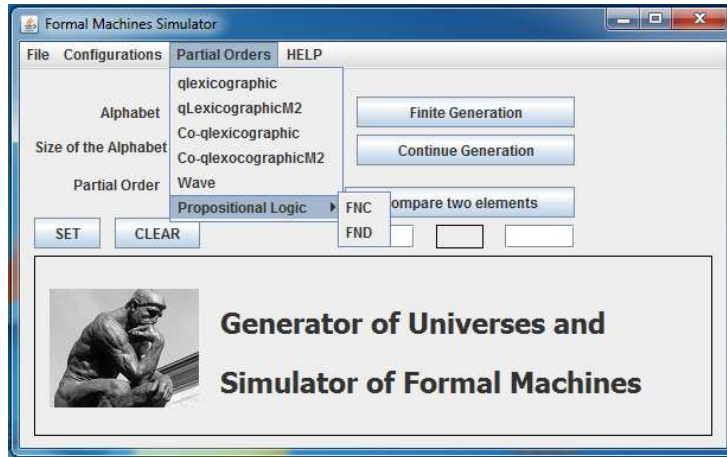 Formal Machines Simulator
File Configurations Partial Orders HELP
qlexicographic
qLexicographicM2
Co-qlexicographic
Co-qlexocographicM2
Wave
Propositional Logic
FNC
FND
Alphabet
Size of the Alphabet
Partial Order
Finite Generation
Continue Generation
ompare two elements
SET CLEAR
Generator of Universes and
Simulator of Formal Machines